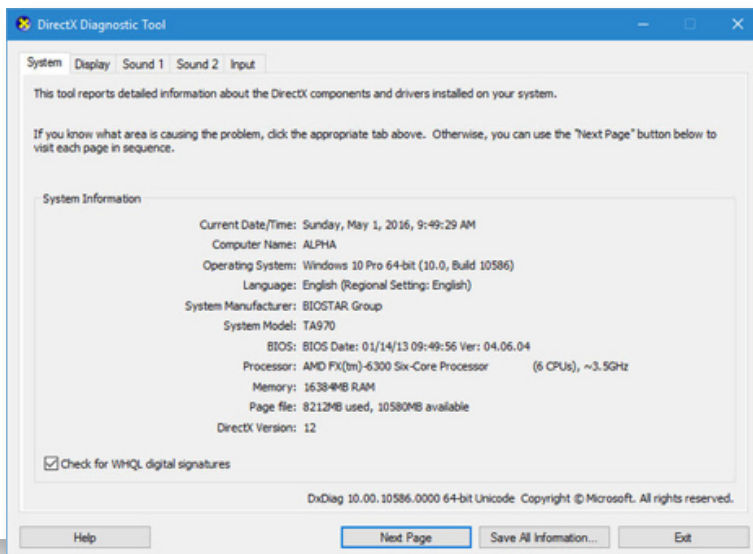 DirectX Diagnostic Tool
System Display Sound 1 Sound 2 Input
This tool reports detailed information about the DirectX components and drivers installed on your system.
If you know what area is causing the problem, click the appropriate tab above. Otherwise, you can use the "Next Page" button below to
visit each page in sequence.
System Information
Current Date/Time: Sunday, May 1, 2016, 9:49:29 AM
Computer Name: ALPHA
Operating System: Windows 10 Pro 64-bit (10.0, Build 10586)
Language: English (Regional Setting: English)
System Manufacturer: BIOSTAR Group
System Model: TA970
BIOS: BIOS Date: 01/14/13 09:49:56 Ver: 04.06.04
Processor: AMD FX(tm)-6300 Six-Core Processor (6 CPUs), ~3.5GHz
Memory: 16384MB RAM
Page file: 8212MB used, 10580MB available
DirectX Version: 12
Check for WHQL digital signatures
DxDiag 10.00.10586.0000 64-bit Unicode Copyright © Microsoft. All rights reserved.
Help Next Page Save All Information... Exit